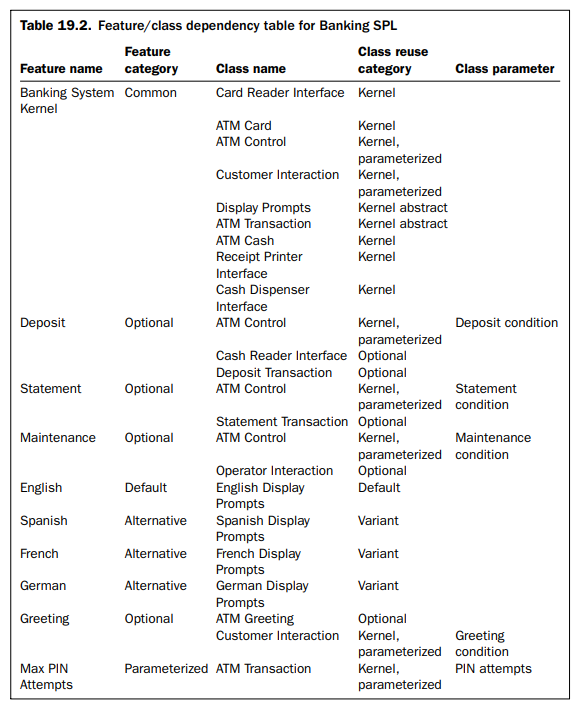 Table 19.2. Feature/class dependency table for Banking SPL
Feature name Feature category Class name Class reuse category Class parameter
Banking System Common Card Reader Interface Kernel
Kernel
ATM Card Kernel
ATM Control Kernel,
parameterized
Customer Interaction Kernel,
parameterized
Display Prompts Kernel abstract
ATM Transaction Kernel abstract
ATM Cash Kernel
Receipt Printer Kernel
Interface
Cash Dispenser Kernel
Interface
Deposit Optional ATM Control Kernel, Deposit condition
parameterized
Cash Reader Interface Optional
Deposit Transaction Optional
Statement Optional ATM Control Kernel, Statement
parameterized condition
Statement Transaction Optional
Maintenance Optional ATM Control Kernel, Maintenance
parameterized condition
Operator Interaction Optional
English Default English Display Default
Prompts
Spanish Alternative Spanish Display Variant
Prompts
French Alternative French Display Variant
Prompts
German Alternative German Display Variant
Prompts
Greeting Optional ATM Greeting Optional
Customer Interaction Kernel, Greeting
parameterized condition
Max PIN Parameterized ATM Transaction Kernel, PIN attempts
Attempts parameterized